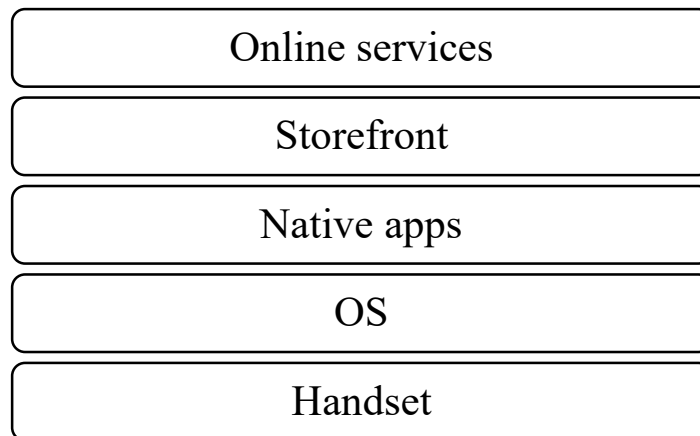 Online services
Storefront
Native apps
OS
Handset